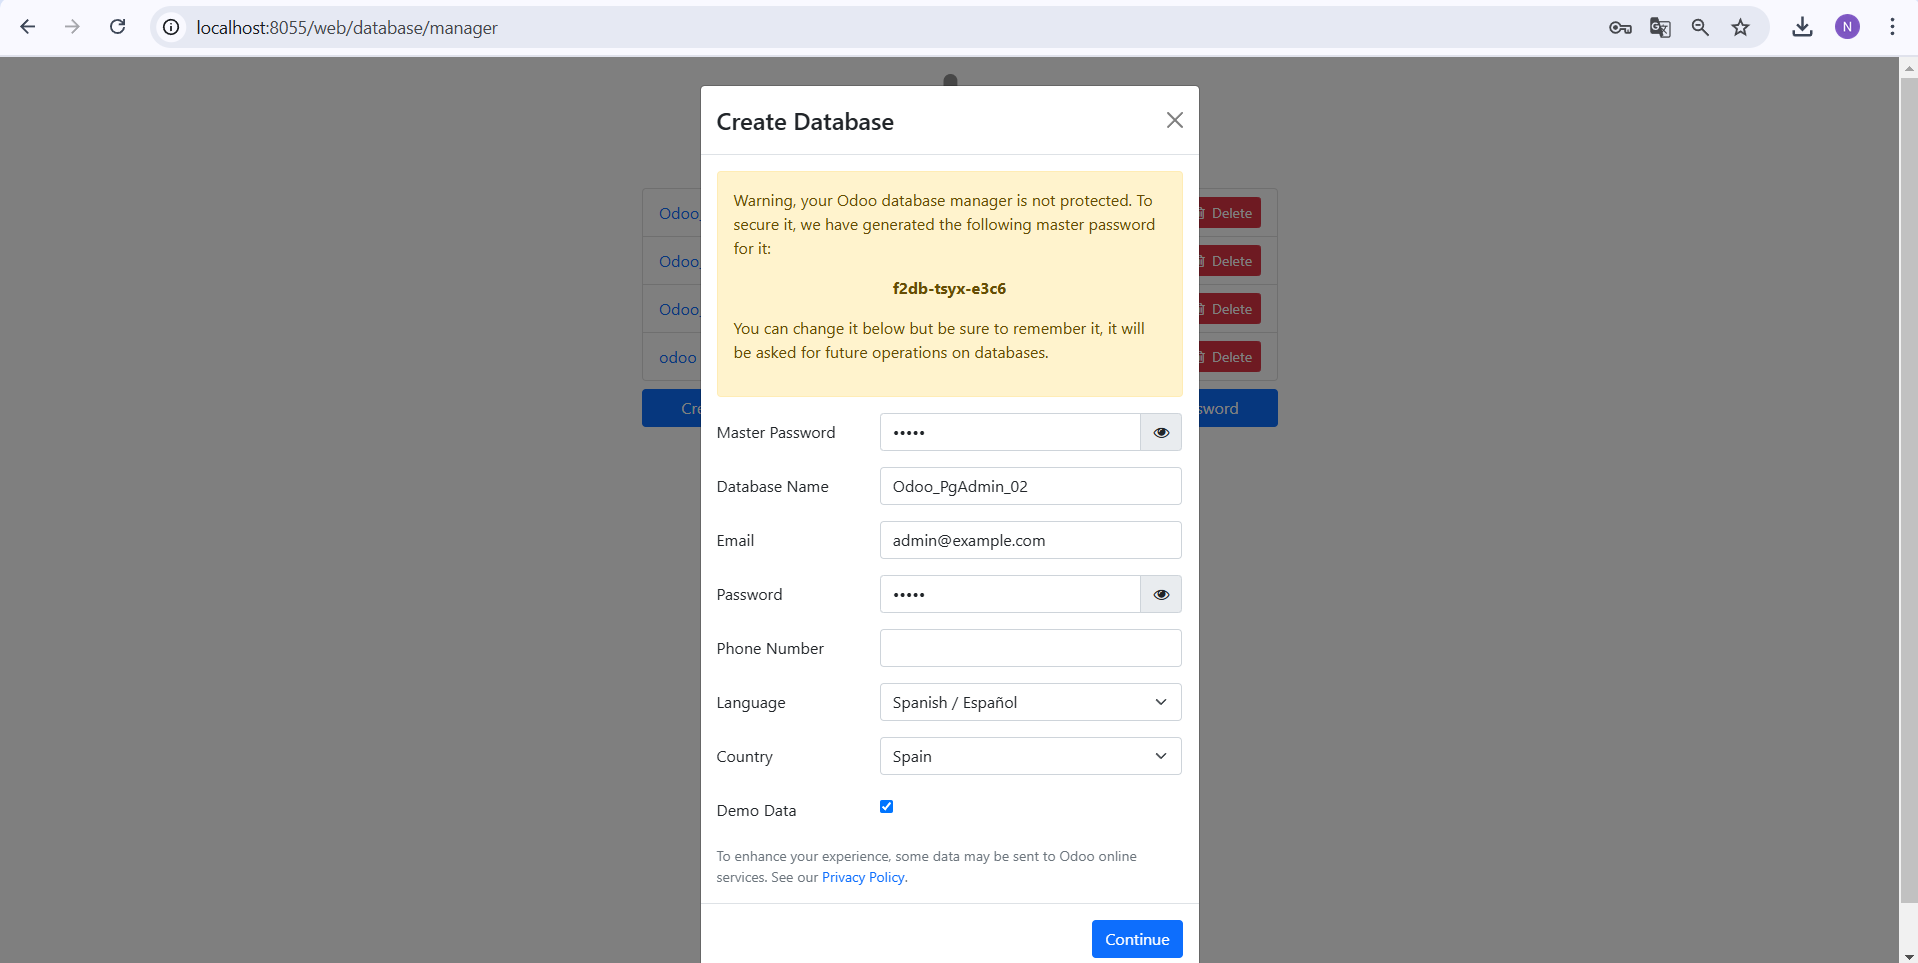 localhost:8055/web/database/manager
N
Create Database
Warning, your Odoo database manager is not protected. To
secure it, we have generated the following master password
for it:
f2db-tsyx-e3c6
You can change it below but be sure to remember it, it will
be asked for future operations on databases.
Odoo_ Delete
Odoo_ Delete
Odoo_ Delete
odoo Delete
Cre sword
Master Password •••••
Database Name Odoo_PgAdmin_02
Email admin@example.com
Password •••••
Phone Number
Language Spanish / Español
Country Spain
Demo Data
To enhance your experience, some data may be sent to Odoo online
services. See our Privacy Policy.
Continue